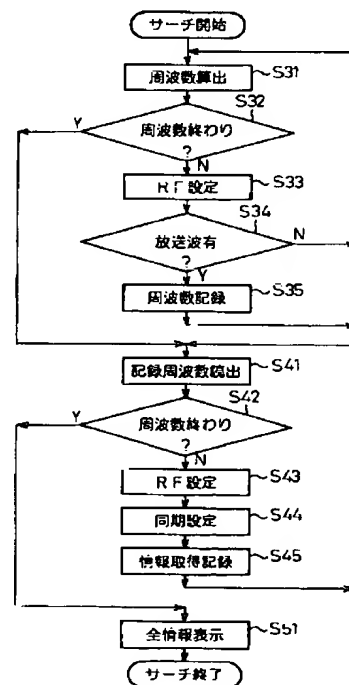 サーチ開始
周波数算出 S31
S32
Y 周波数終わり
?
N
RF設定 S33
S34
放送波有 N
?
Y
周波数記録 S35
記録周波数読出 S41
S42
Y 周波数終わり
?
N
RF設定 S43
同期設定 S44
情報取得記録 S45
全情報表示 S51
サーチ終了